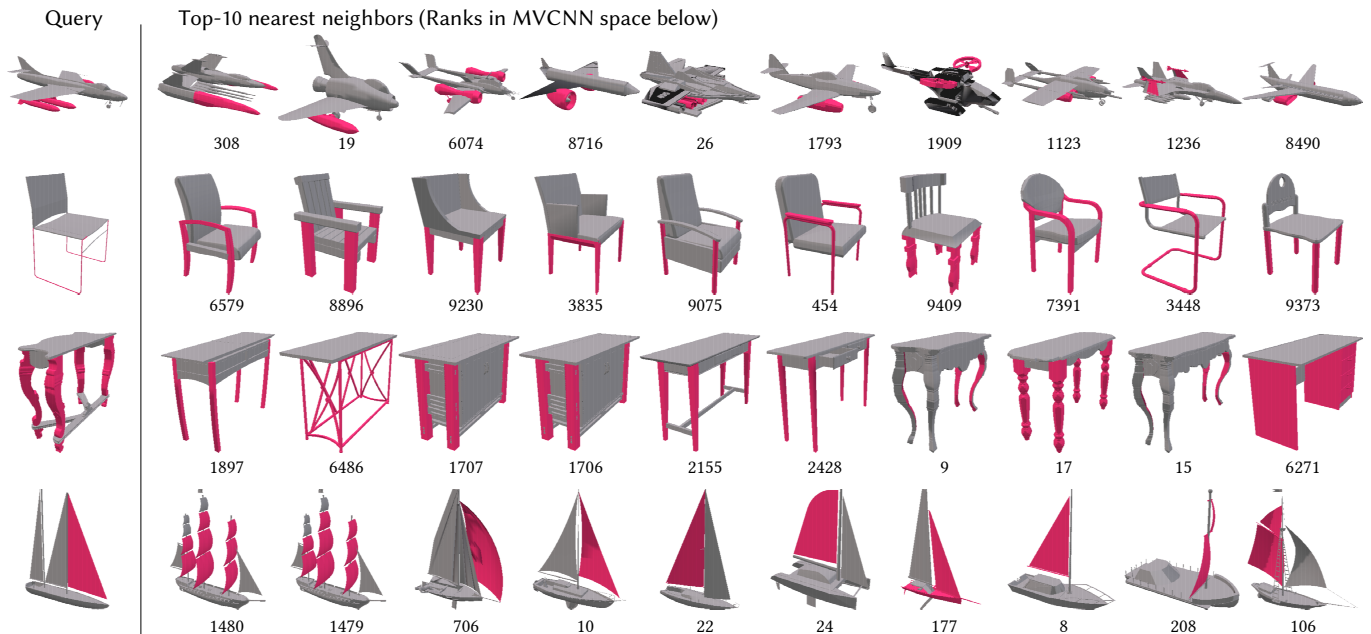 Query Top-10 nearest neighbors (Ranks in MVCNN space below)
308 19 6074 8716 26 1793 1909 1123 1236 8490
6579 8896 9230 3835 9075 454 9409 7391 3448 9373
1897 6486 1707 1706 2155 2428 9 17 15 6271
1480 1479 706 10 22 24 177 8 208 106